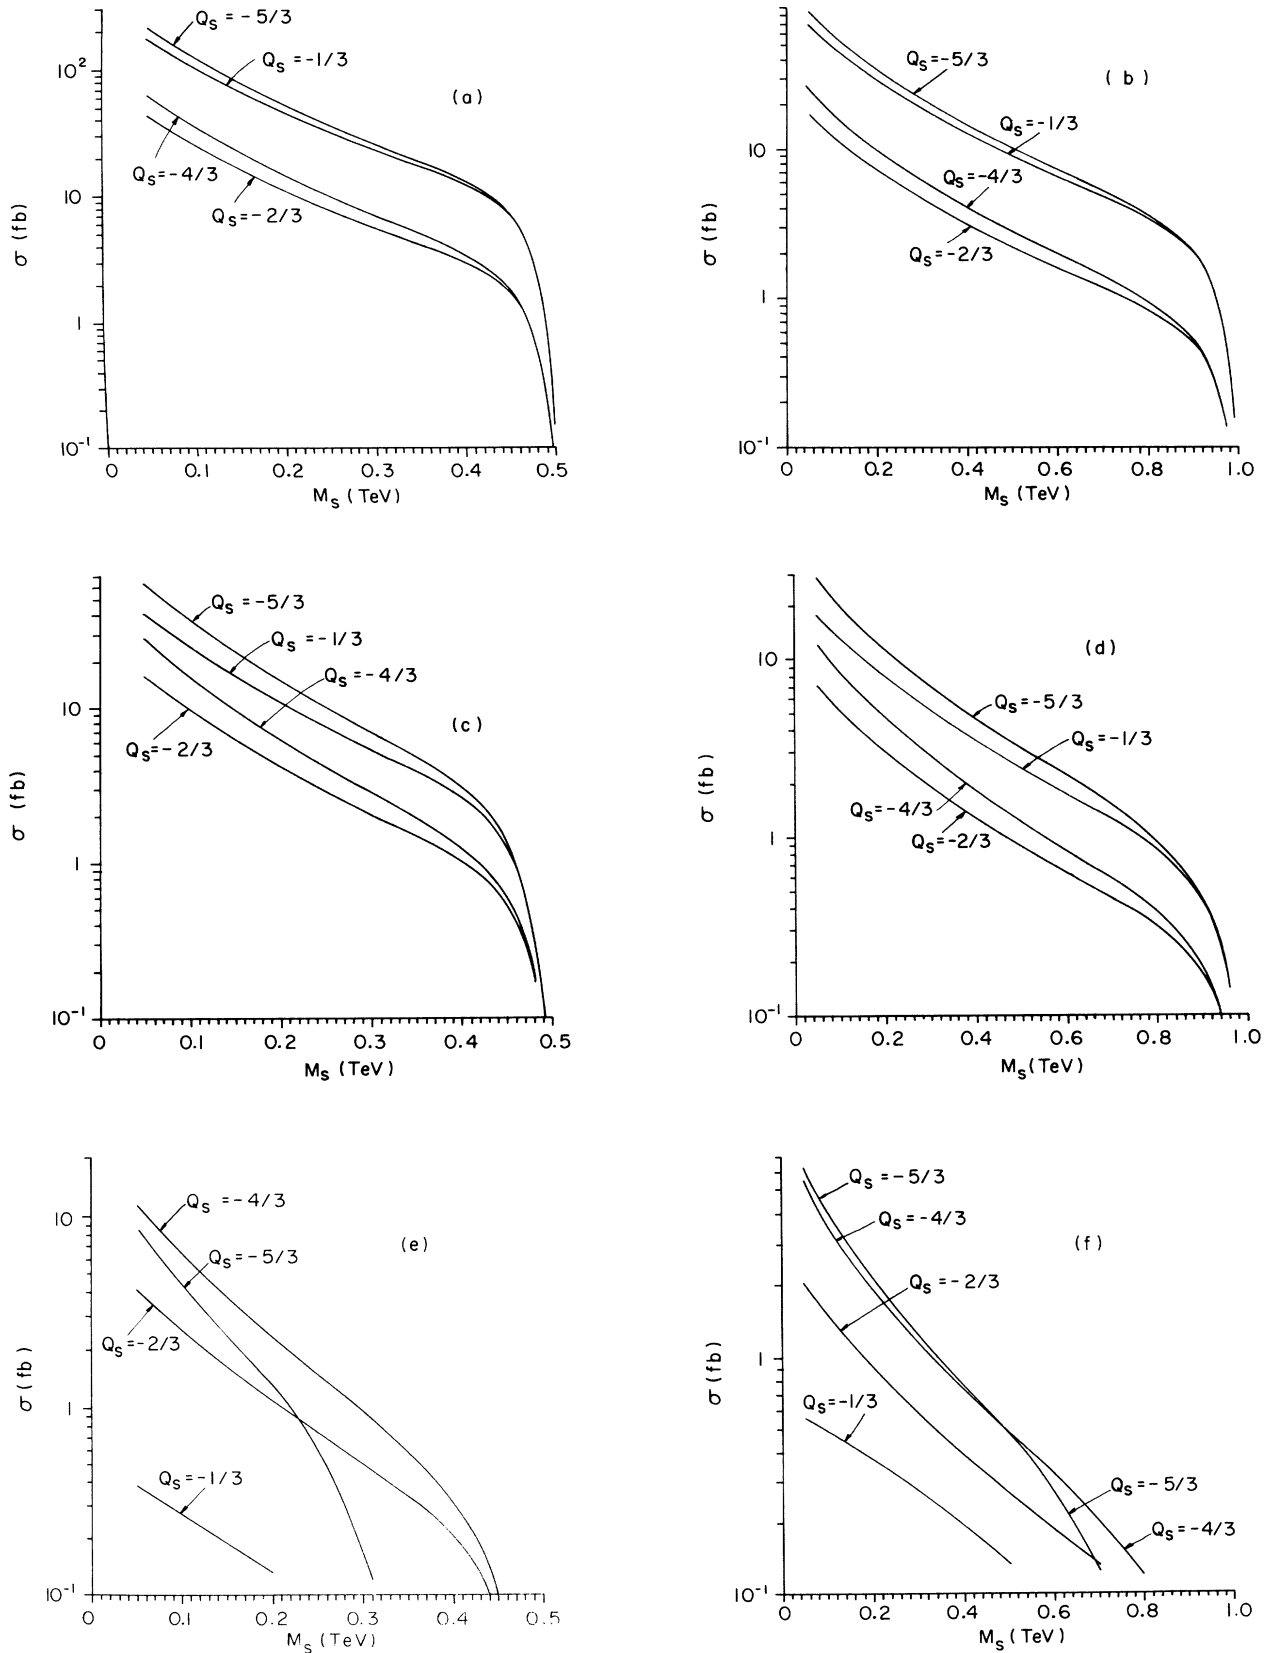 Q_S = -5/3
Q_S = -1/3
(a)
10²
Q_S = -4/3
10
Q_S = -2/3
σ (fb)
1
10⁻¹
0 0.1 0.2 0.3 0.4 0.5
M_S (TeV)
Q_S = -5/3
(b)
Q_S = -1/3
10
Q_S = -4/3
Q_S = -2/3
σ (fb)
1
10⁻¹
0 0.2 0.4 0.6 0.8 1.0
M_S (TeV)
Q_S = -5/3
Q_S = -1/3
Q_S = -4/3
10
(c)
Q_S = -2/3
σ (fb)
1
10⁻¹
0 0.1 0.2 0.3 0.4 0.5
M_S (TeV)
10
(d)
Q_S = -5/3
Q_S = -1/3
σ (fb)
Q_S = -4/3
Q_S = -2/3
1
10⁻¹
0 0.2 0.4 0.6 0.8 1.0
M_S (TeV)
Q_S = -4/3
10
(e)
Q_S = -5/3
Q_S = -2/3
σ (fb)
1
Q_S = -1/3
10⁻¹
0 0.1 0.2 0.3 0.4 0.5
M_S (TeV)
Q_S = -5/3
Q_S = -4/3
(f)
Q_S = -2/3
1
σ (fb)
Q_S = -1/3
Q_S = -5/3
Q_S = -4/3
10⁻¹
0 0.2 0.4 0.6 0.8 1.0
M_S (TeV)